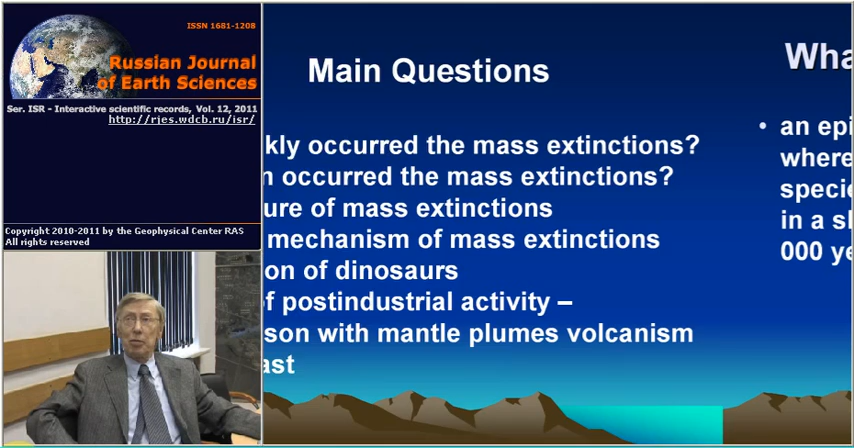 ISSN 1681-1208
Russian Journal
of Earth Sciences
Ser. ISR - Interactive scientific records, Vol. 12, 2011
http://rjes.wdcb.ru/isr/
Copyright 2010-2011 by the Geophysical Center RAS
All rights reserved
Main Questions
kly occurred the mass extinctions?
n occurred the mass extinctions?
ure of mass extinctions
mechanism of mass extinctions
on of dinosaurs
f postindustrial activity –
son with mantle plumes volcanism
ast
Wha
• an epi
where
specie
in a sl
000 ye